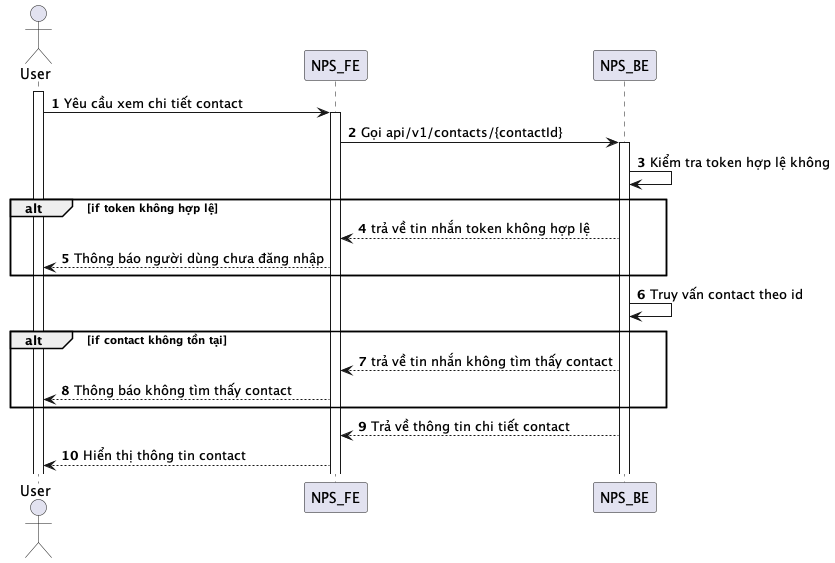 User
NPS_FE
NPS_BE
1 Yêu cầu xem chi tiết contact
2 Gọi api/v1/contacts/{contactId}
3 Kiểm tra token hợp lệ không
alt [if token không hợp lệ]
4 trả về tin nhắn token không hợp lệ
5 Thông báo người dùng chưa đăng nhập
6 Truy vấn contact theo id
alt [if contact không tồn tại]
7 trả về tin nhắn không tìm thấy contact
8 Thông báo không tìm thấy contact
9 Trả về thông tin chi tiết contact
10 Hiển thị thông tin contact
User
NPS_FE
NPS_BE